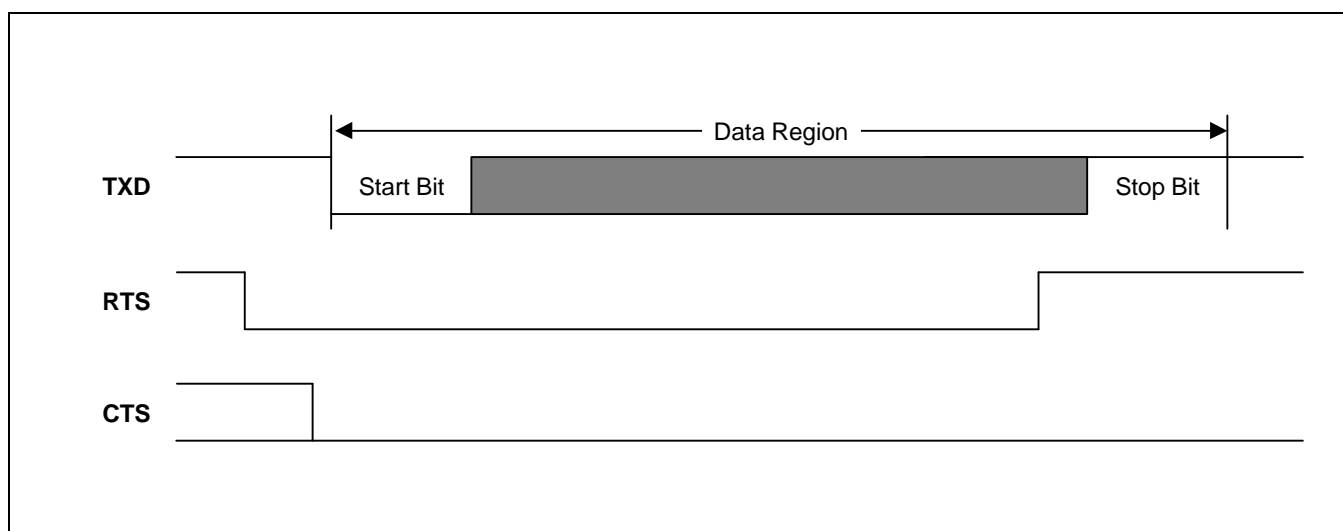 Data Region
TXD
Start Bit
Stop Bit
RTS
CTS